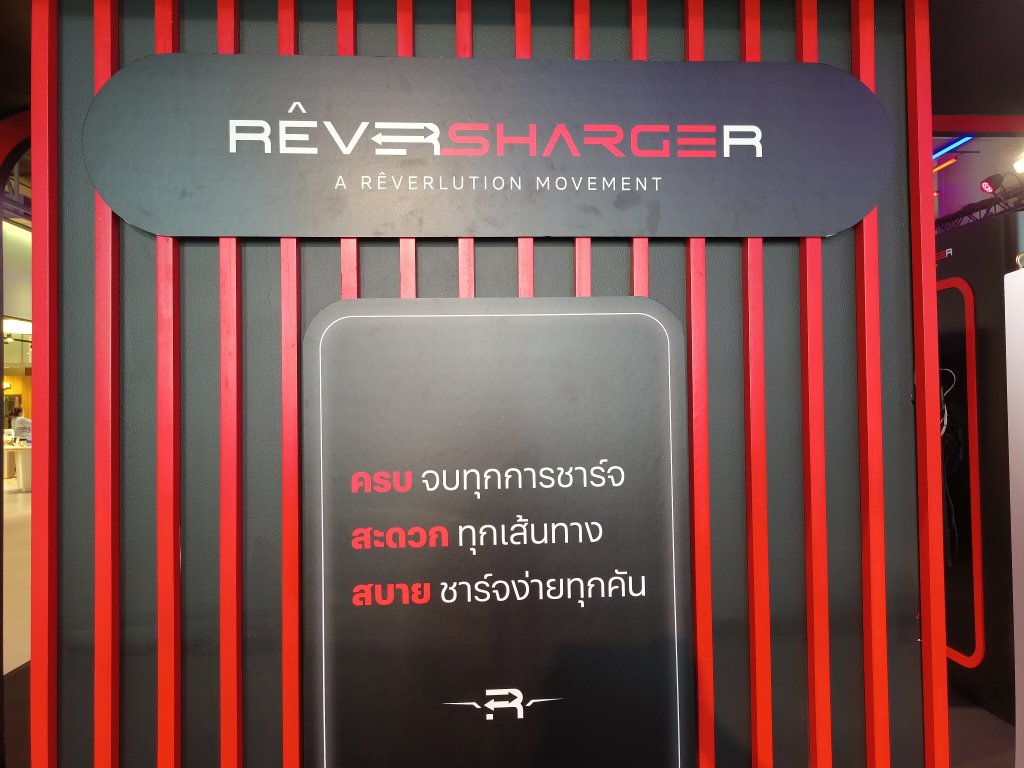 RÊVERSHARGER
A RÊVERLUTION MOVEMENT
ครบ จบทุกการชาร์จ
สะดวก ทุกเส้นทาง
สบาย ชาร์จง่ายทุกคัน